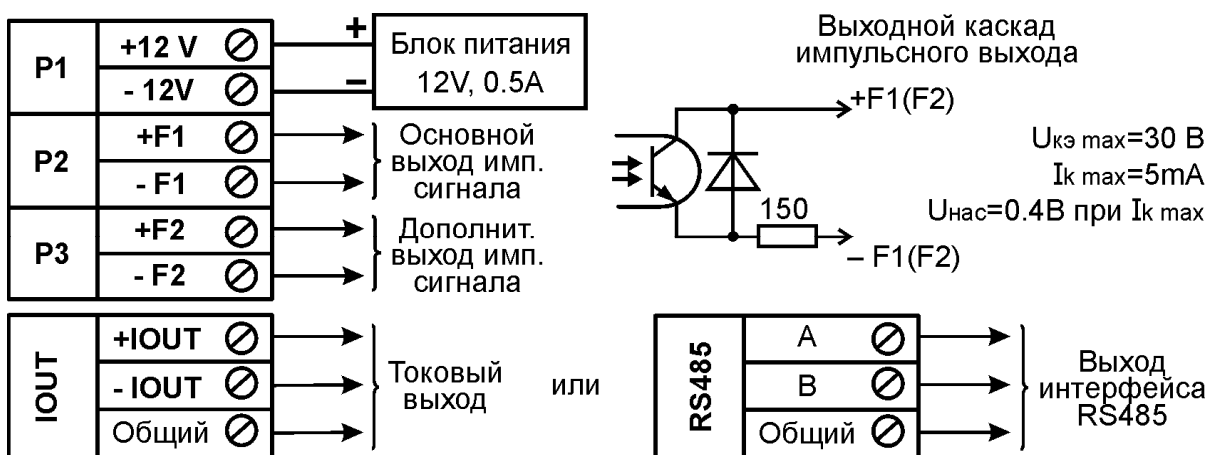 P1
+12 V
- 12V
+
–
Блок питания
12V, 0.5A
P2
+F1
- F1
Основной
выход имп.
сигнала
P3
+F2
- F2
Дополнит.
выход имп.
сигнала
Выходной каскад
импульсного выхода
+F1(F2)
150
– F1(F2)
Uкэ max=30 В
Ik max=5mA
Uнас=0.4В при Ik max
IOUT
+IOUT
- IOUT
Общий
Токовый
выход
или
RS485
A
B
Общий
Выход
интерфейса
RS485